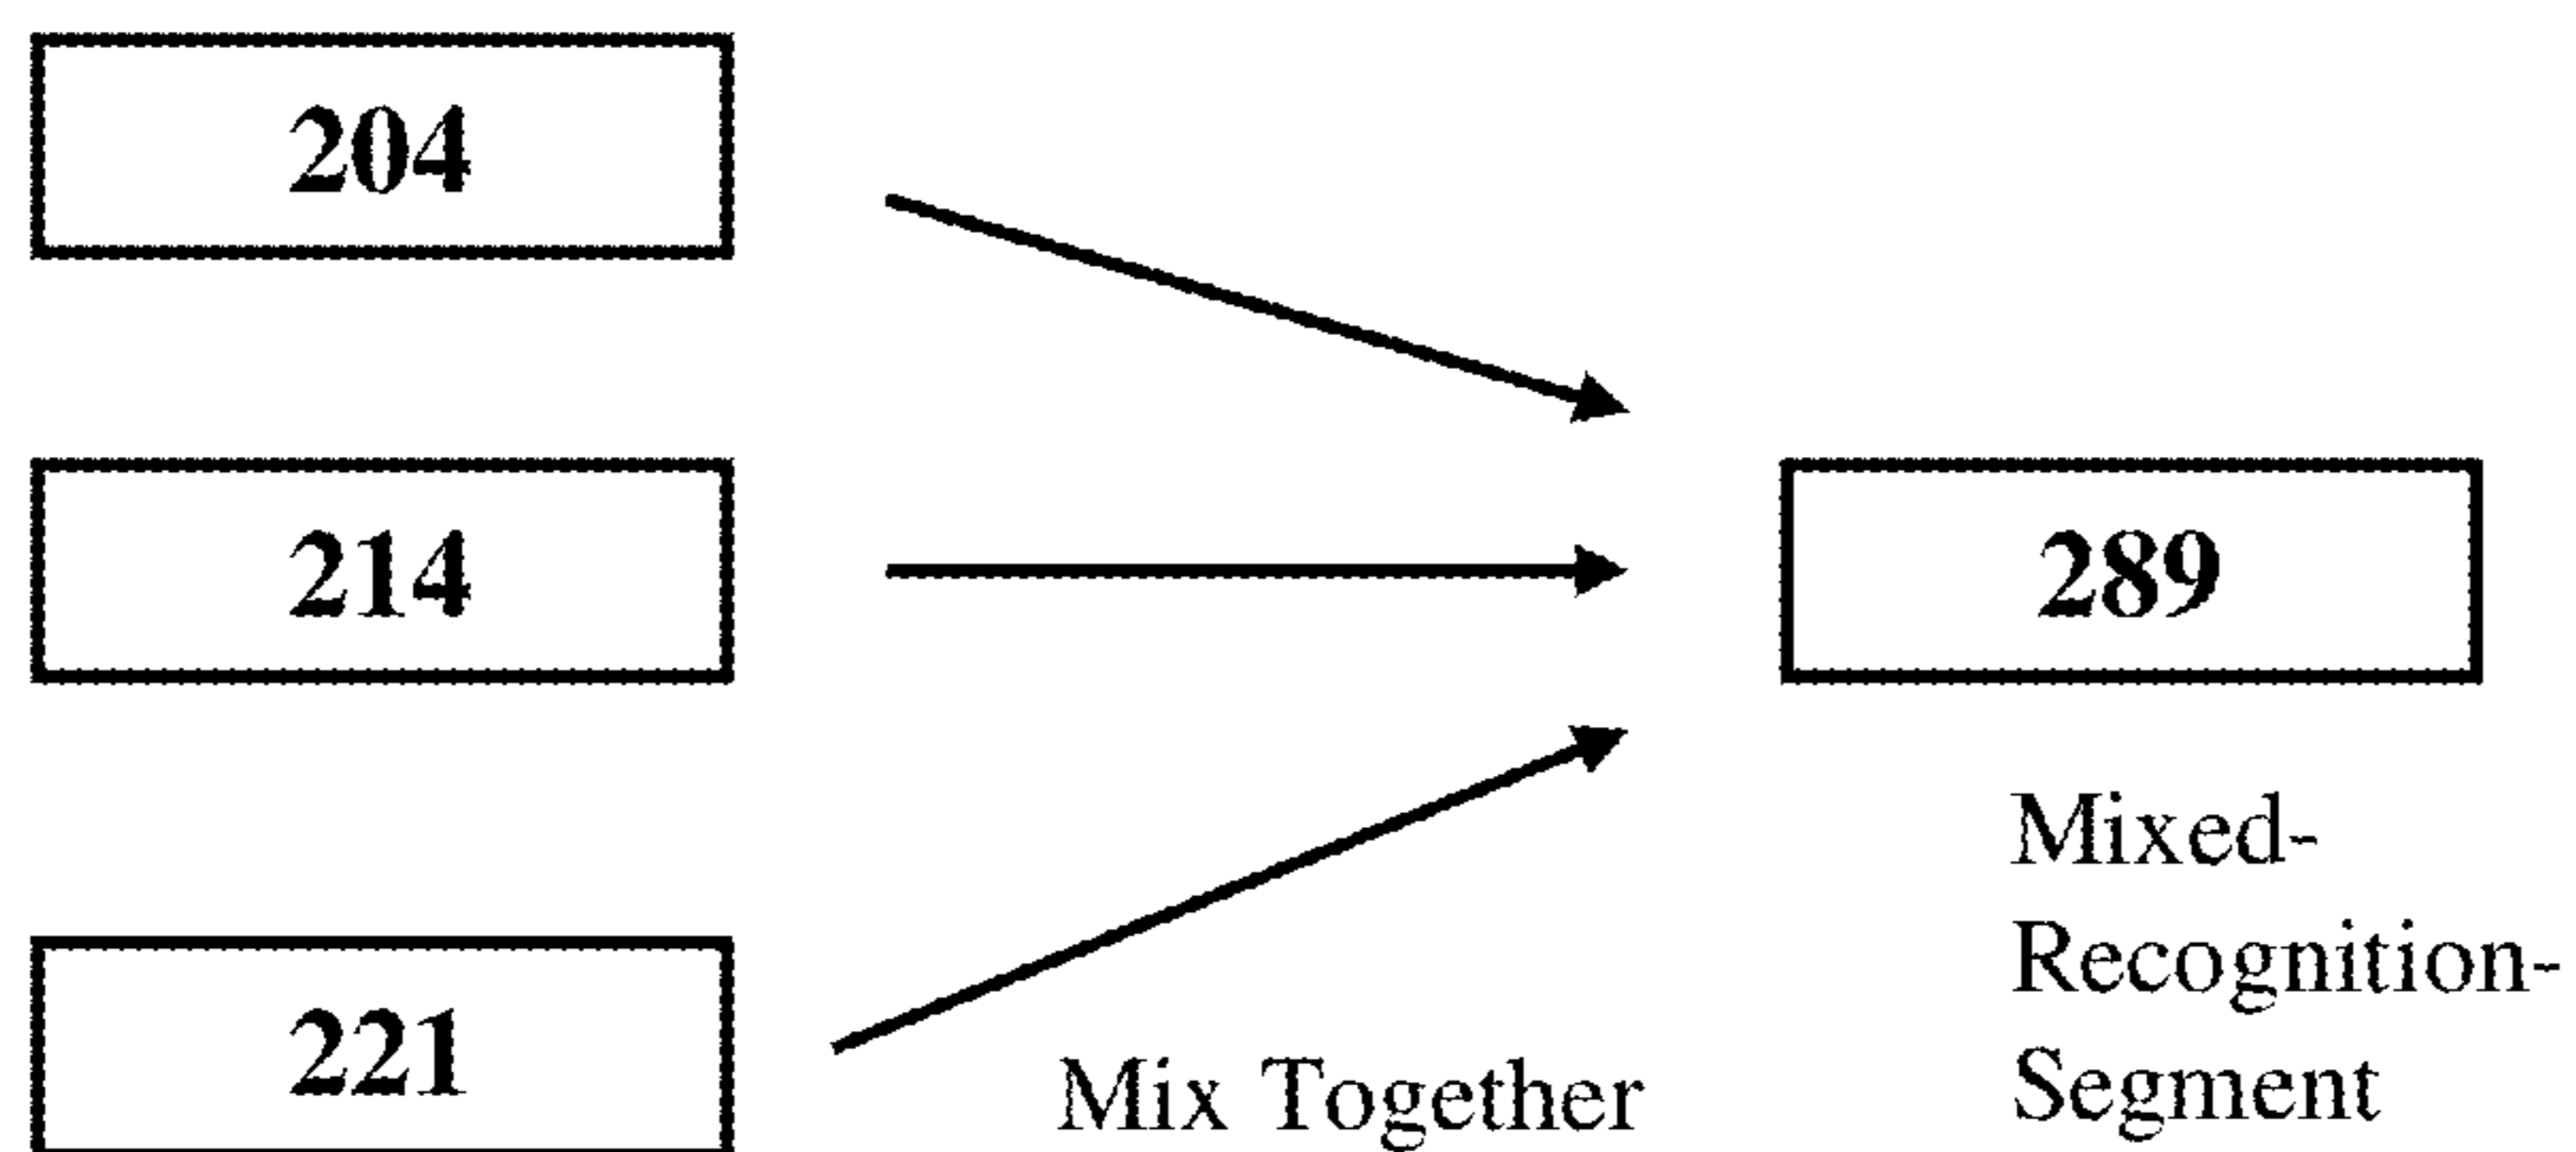 204
214
289
221
Mix Together
Mixed-
Recognition-
Segment